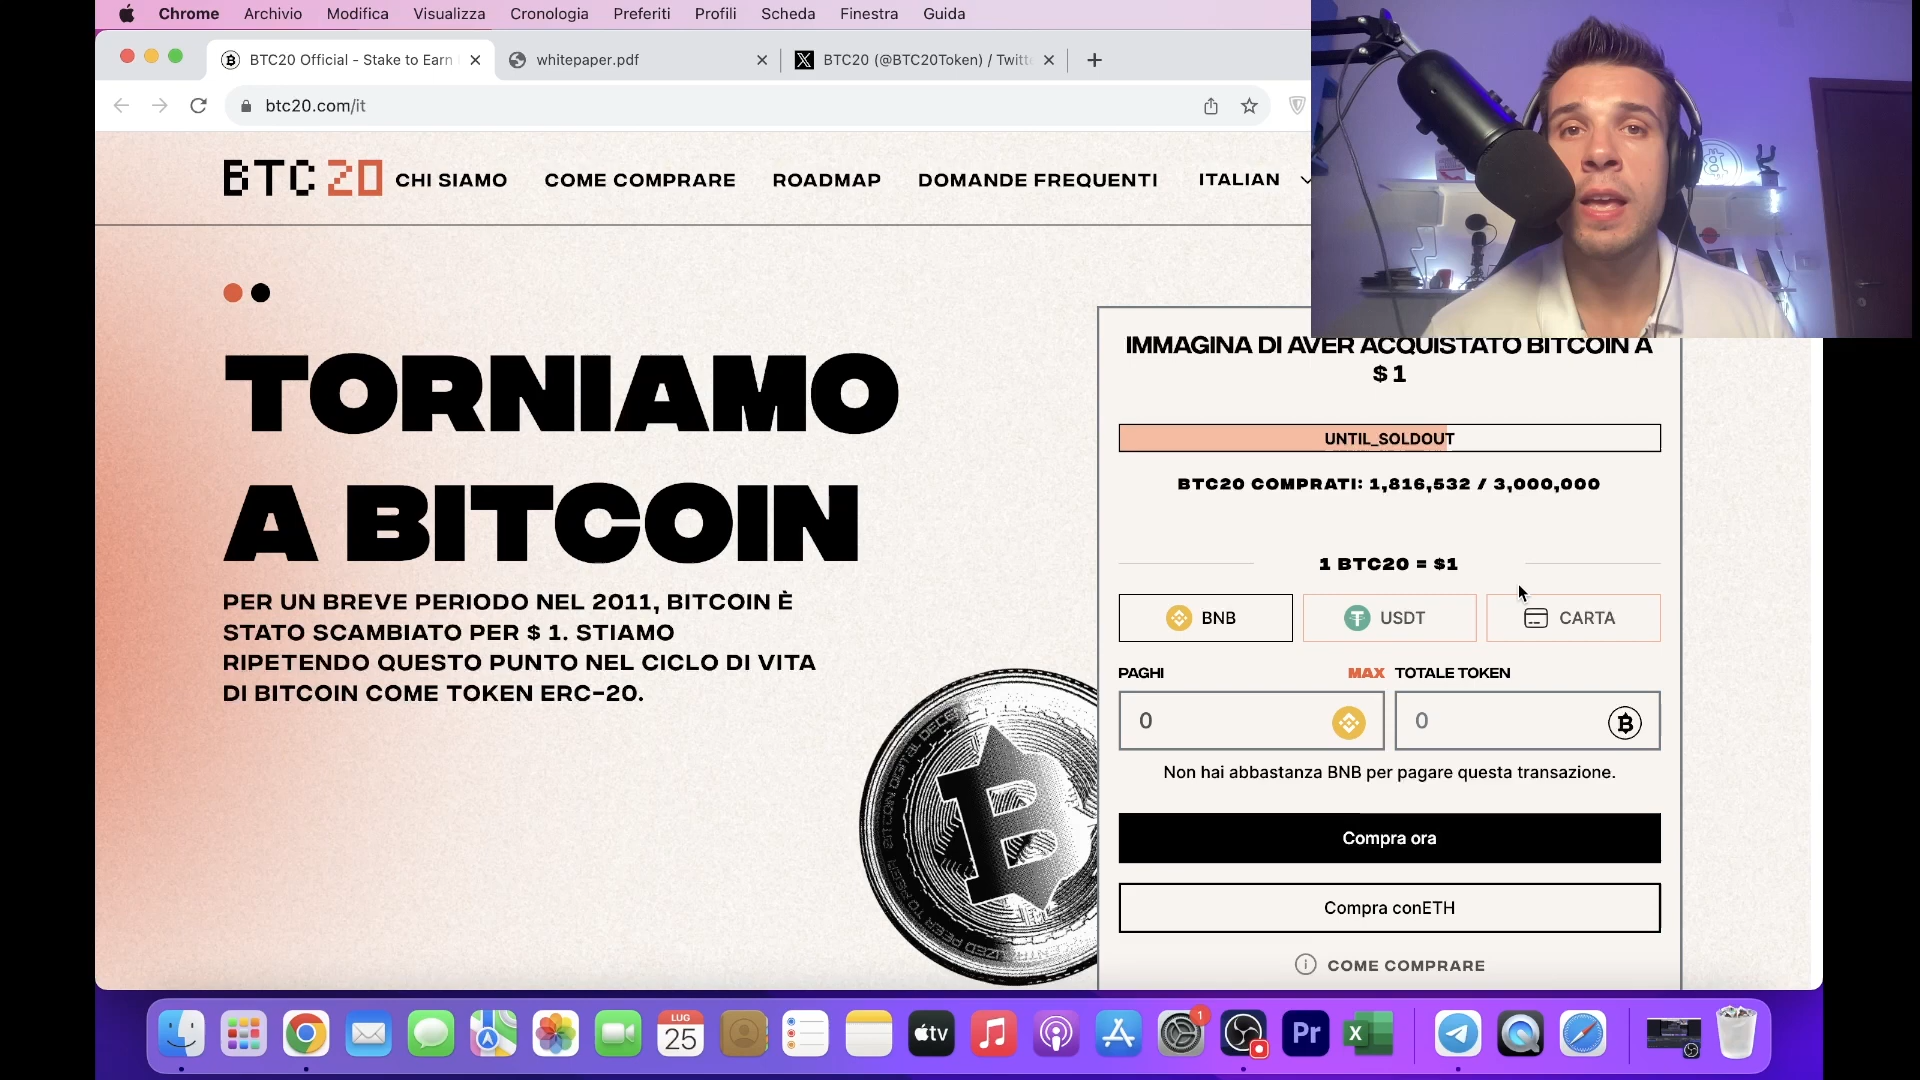 Chrome Archivio Modifica Visualizza Cronologia Preferiti Profili Scheda Finestra Guida
BTC20 Official - Stake to Earn
whitepaper.pdf
BTC20 (@BTC20Token) / Twitt
btc20.com/it
BTC20
CHI SIAMO
COME COMPRARE
ROADMAP
DOMANDE FREQUENTI
ITALIAN
TORNIAMO
A BITCOIN
PER UN BREVE PERIODO NEL 2011, BITCOIN È
STATO SCAMBIATO PER $ 1. STIAMO
RIPETENDO QUESTO PUNTO NEL CICLO DI VITA
DI BITCOIN COME TOKEN ERC-20.
IMMAGINA DI AVER ACQUISTATO BITCOIN A
$ 1
UNTIL_SOLDOUT
BTC20 COMPRATI: 1,816,532 / 3,000,000
1 BTC20 = $1
BNB
USDT
CARTA
PAGHI
MAX
TOTALE TOKEN
0
0
Non hai abbastanza BNB per pagare questa transazione.
Compra ora
Compra conETH
COME COMPRARE
LUG
25
tv
1
Pr
X